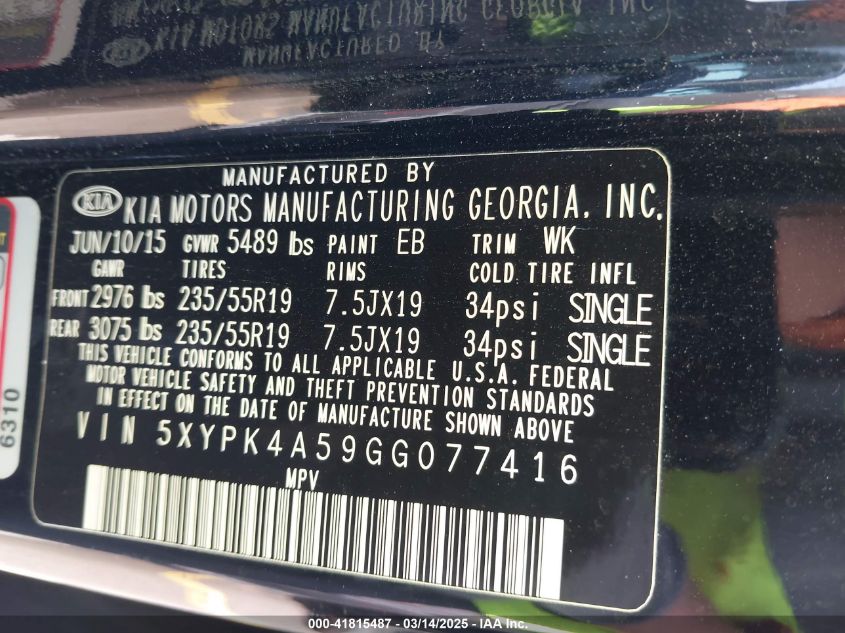 MANUFACTURED BY
KIA KIA MOTORS MANUFACTURING GEORGIA, INC.
JUN/10/15 GVWR 5489 lbs PAINT EB TRIM WK
GAWR TIRES RIMS COLD TIRE INFL
FRONT 2976 lbs 235/55R19 7.5JX19 34psi SINGLE
REAR 3075 lbs 235/55R19 7.5JX19 34psi SINGLE
THIS VEHICLE CONFORMS TO ALL APPLICABLE U.S.A. FEDERAL
MOTOR VEHICLE SAFETY AND THEFT PREVENTION STANDARDS
IN EFFECT ON THE DATE OF MANUFACTURE SHOWN ABOVE
VIN 5XYPK4A59GG077416
MPV
6310
000-41815487 - 03/14/2025 - IAA Inc.